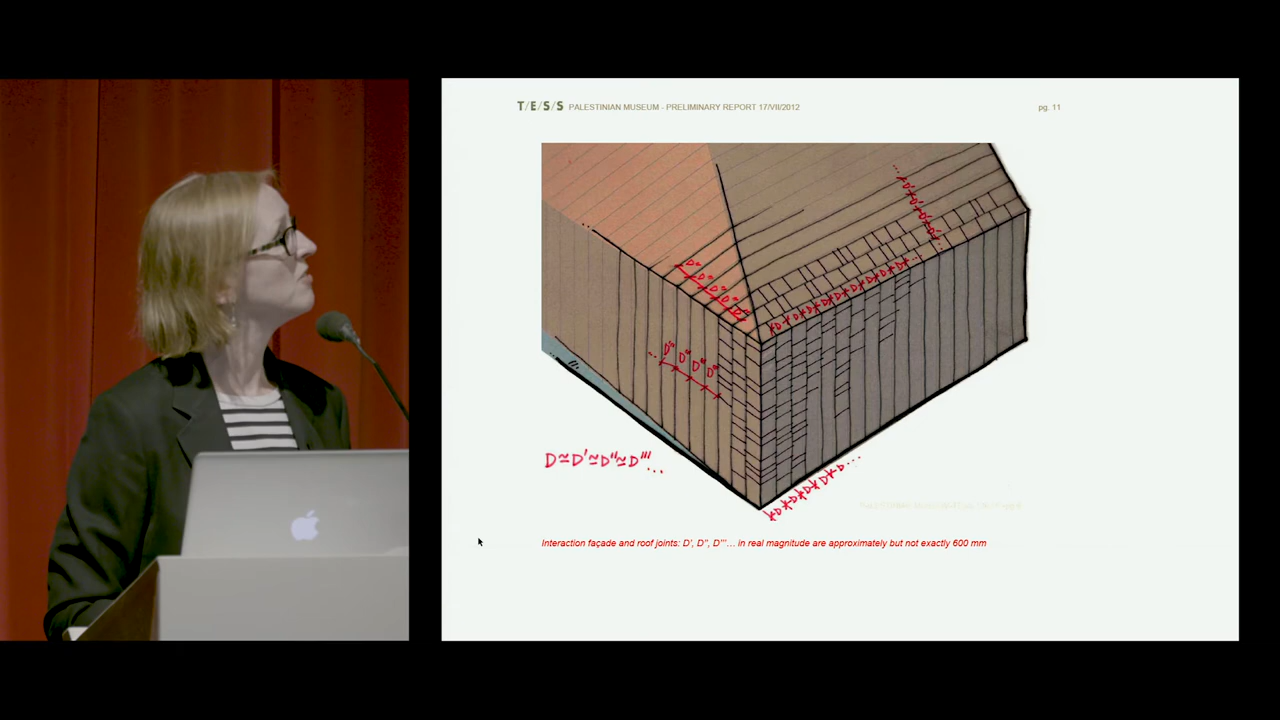 T/E/S/S PALESTINIAN MUSEUM - PRELIMINARY REPORT 17/VII/2012
pg. 11
D' D' D' D'
D'' D'' D'' D''
D D D D D D D
D'' D'' D'' D''
D≃D'≃D''≃D'''...
D D D D D...
Interaction façade and roof joints: D', D'', D'''... in real magnitude are approximately but not exactly 600 mm